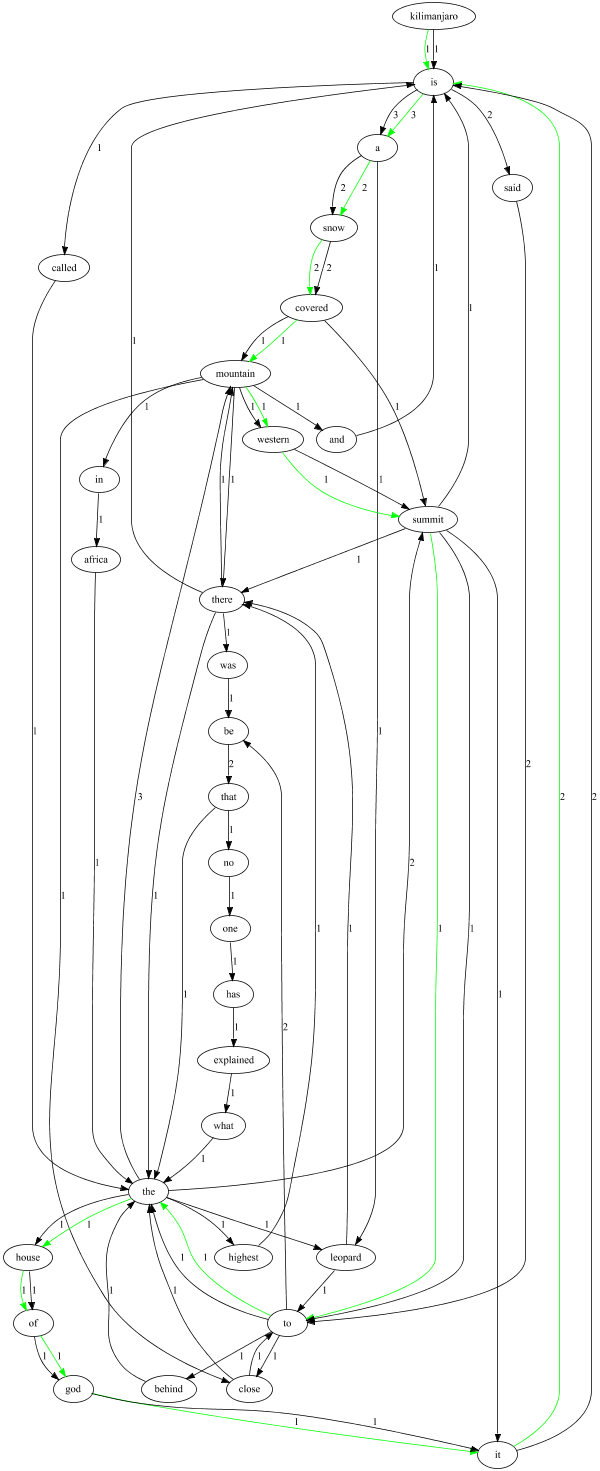 kilimanjaro
1 1
is
3 3 2
1
a
said
2 2
snow
called
2 2
1
covered
1 1
1
1
mountain
1 1 1 1
1
western
and
in
1 1
1
summit
africa
1
there
1
was
1
be
1 1 2
2
that
3
1
no
1 1 1 2
1
one
1 1 1
1
has
1 1 2
1
explained
1
what
1
the
1 1 1 1
house
highest
leopard
1 1 1 1 1
of
to
1 1 1 1 1
god
behind
close
1 1 1
1
it